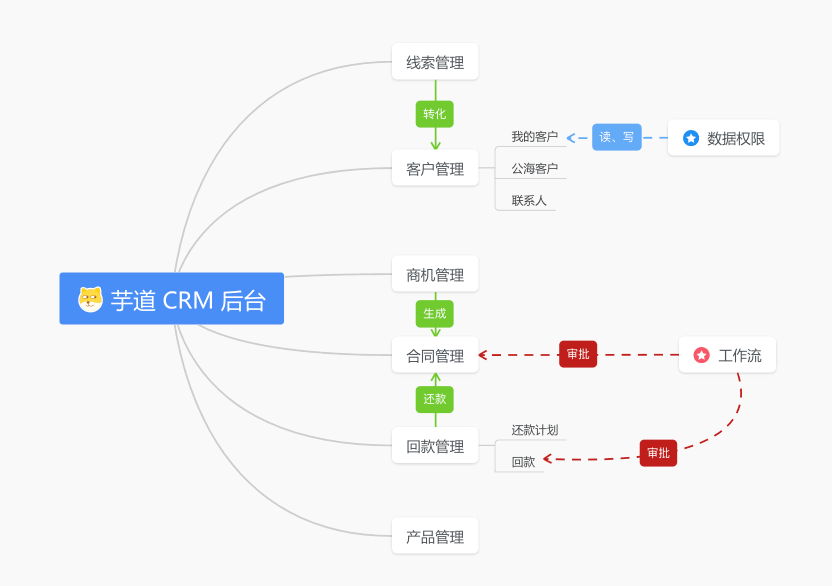 线索管理
转化
我的客户
读、写
数据权限
客户管理
公海客户
联系人
商机管理
芋道 CRM 后台
生成
合同管理
审批
工作流
还款
还款计划
回款管理
审批
回款
产品管理